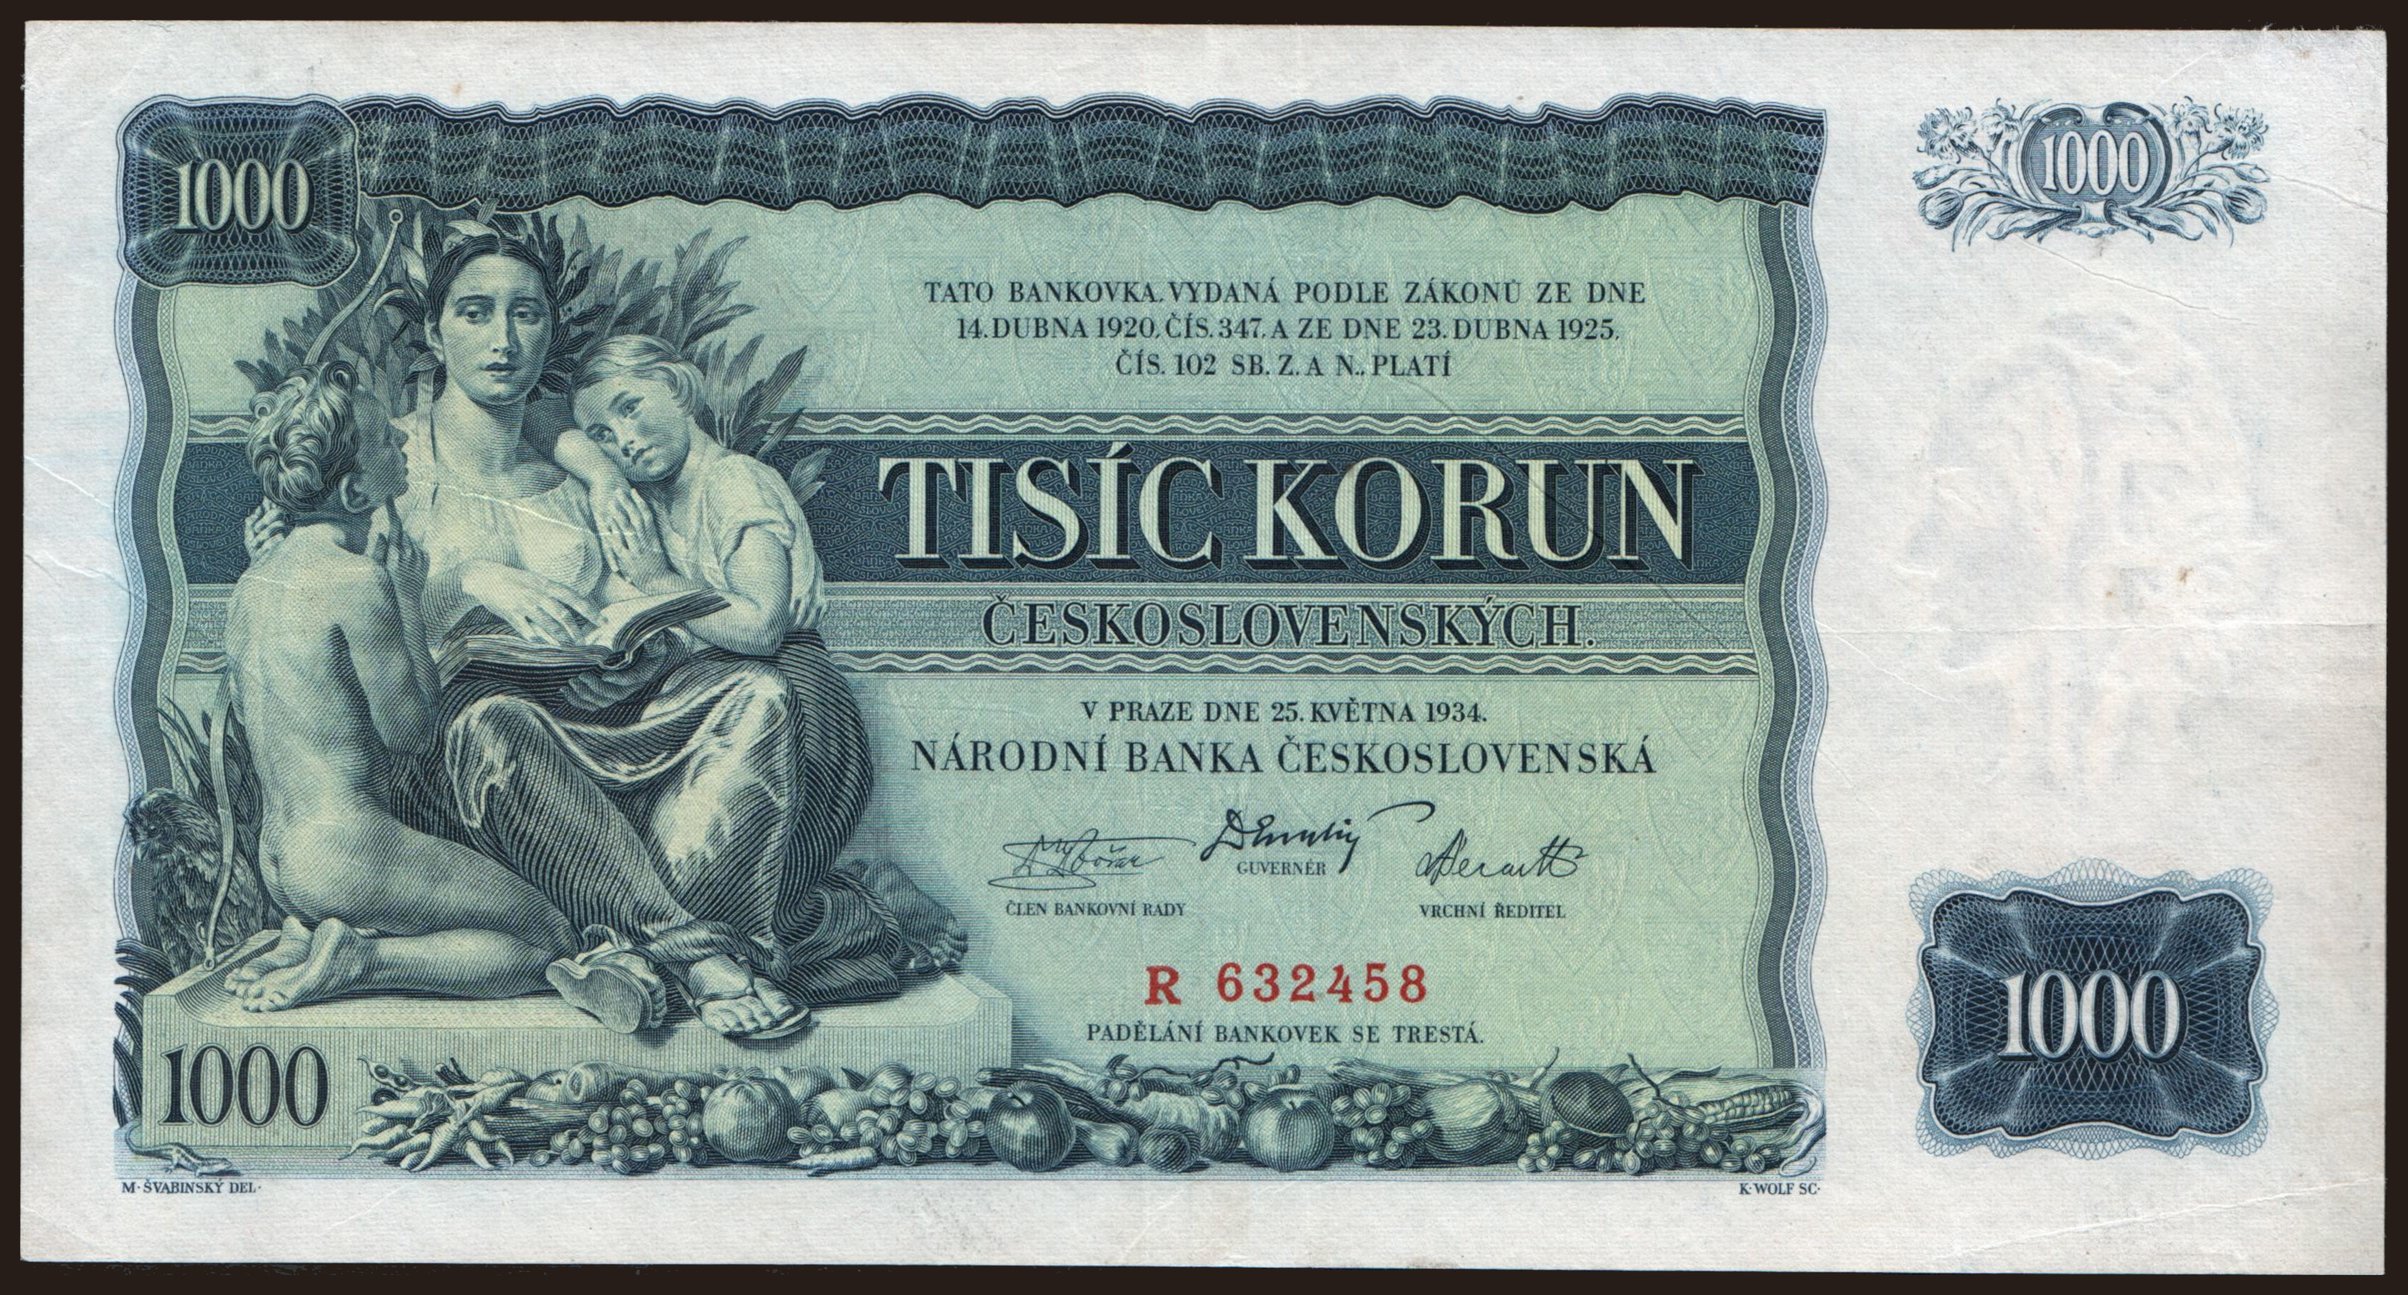 1000
1000
TATO BANKOVKA, VYDANÁ PODLE ZÁKONŮ ZE DNE
14. DUBNA 1920, ČÍS. 347, A ZE DNE 23. DUBNA 1925,
ČÍS. 102 SB. Z. A N., PLATÍ
TISÍC KORUN
ČESKOSLOVENSKÝCH.
V PRAZE DNE 25. KVĚTNA 1934.
NÁRODNÍ BANKA ČESKOSLOVENSKÁ
GUVERNÉR
ČLEN BANKOVNÍ RADY
VRCHNÍ ŘEDITEL
R 632458
PADĚLÁNÍ BANKOVEK SE TRESTÁ.
1000
1000
M·ŠVABINSKÝ DEL·
K·WOLF SC·